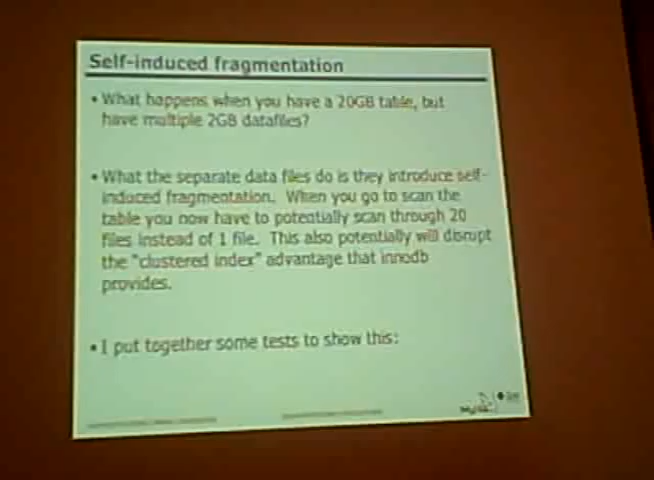 Self-induced fragmentation
• What happens when you have a 20GB table, but
have multiple 2GB datafiles?
• What the separate data files do is they introduce self-
induced fragmentation. When you go to scan the
table you now have to potentially scan through 20
files instead of 1 file. This also potentially will disrupt
the "clustered index" advantage that innodb
provides.
• I put together some tests to show this:
MySQL